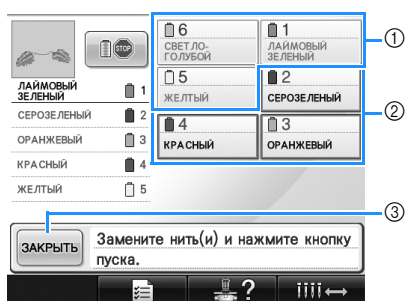 6
СВЕТЛО-
ГОЛУБОЙ
1
ЛАЙМОВЫЙ
ЗЕЛЕНЫЙ
1
5
ЖЕЛТЫЙ
2
СЕРОЗЕЛЕНЫЙ
2
4
КРАСНЫЙ
3
ОРАНЖЕВЫЙ
STOP
ЛАЙМОВЫЙ
ЗЕЛЕНЫЙ 1
СЕРОЗЕЛЕНЫЙ 2
ОРАНЖЕВЫЙ 3
КРАСНЫЙ 4
ЖЕЛТЫЙ 5
3
ЗАКРЫТЬ
Замените нить(и) и нажмите кнопку
пуска.
?